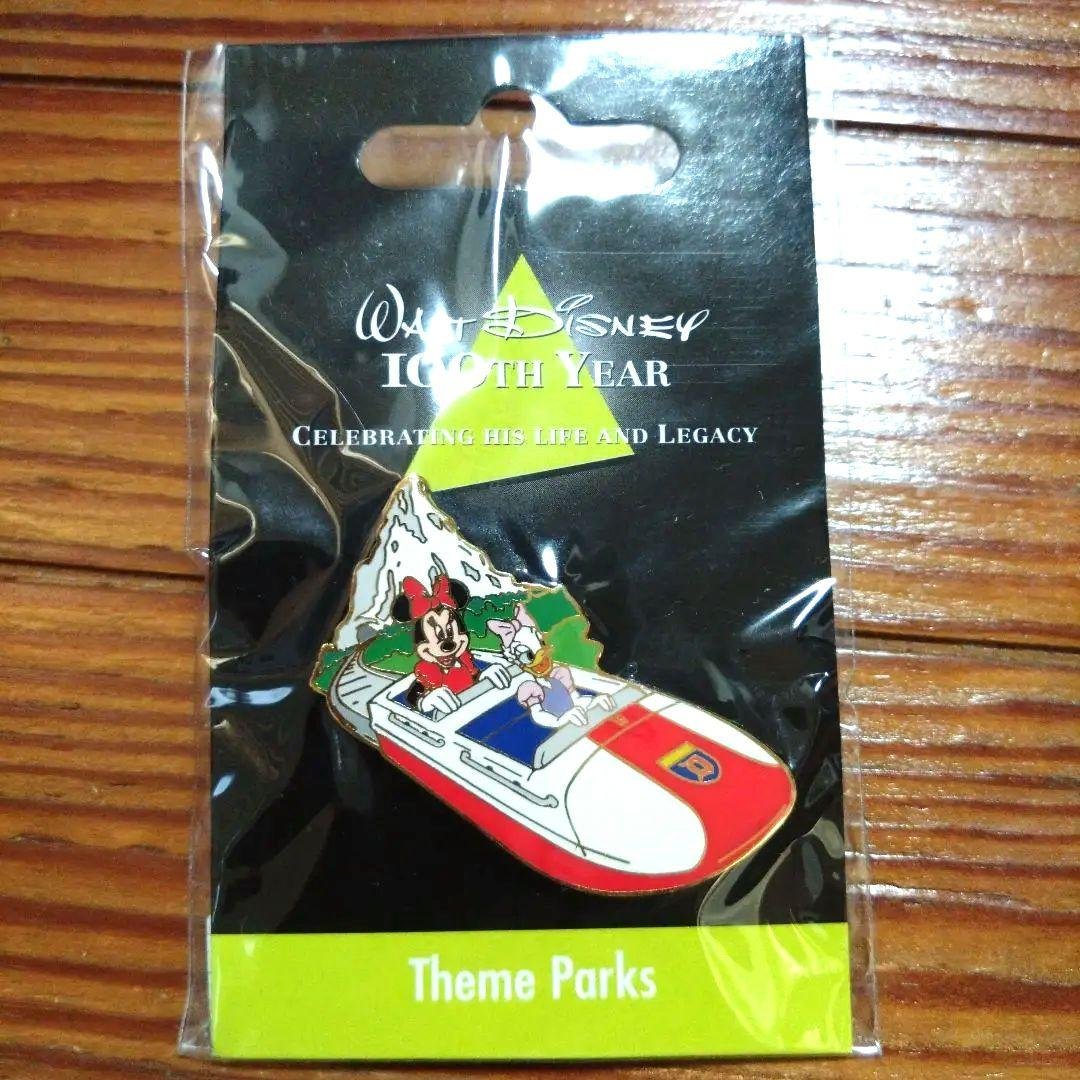 WALT DISNEY
100TH YEAR
CELEBRATING HIS LIFE AND LEGACY
Theme Parks